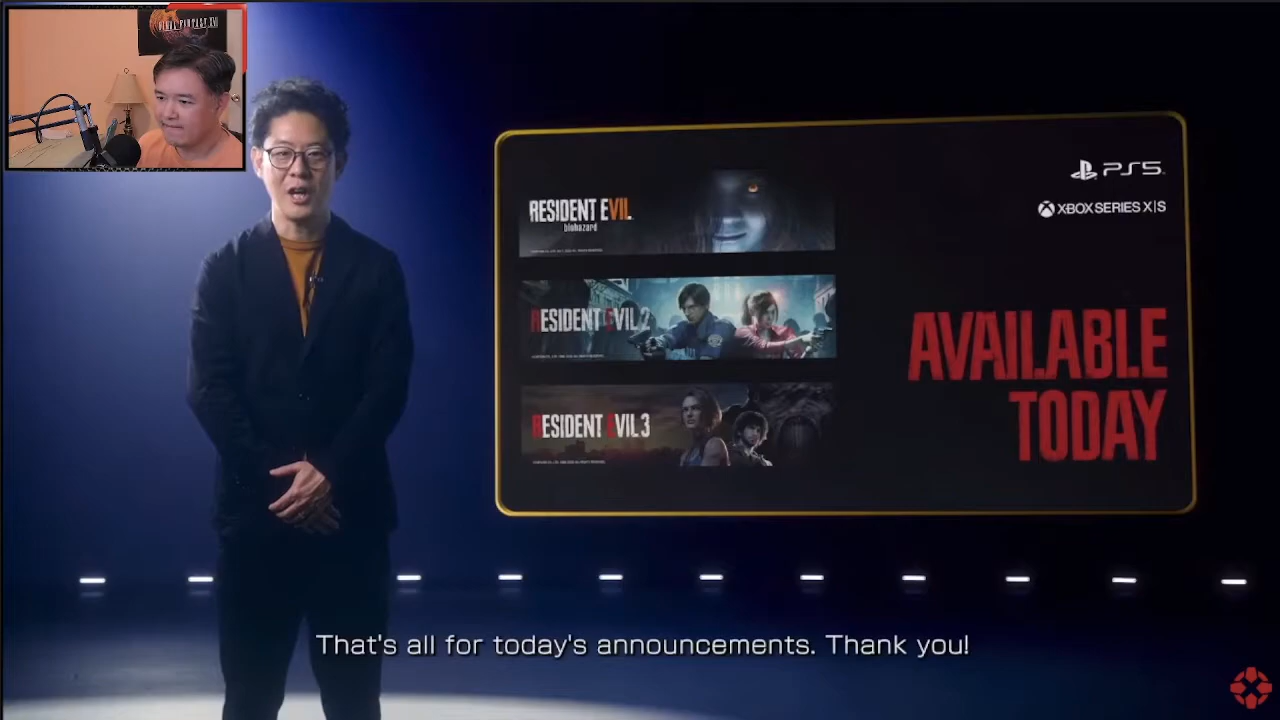 FINAL FANTASY XVI
PS5
XBOX SERIES X|S
RESIDENT EVIL
biohazard
RESIDENT EVIL 2
RESIDENT EVIL 3
AVAILABLE
TODAY
That's all for today's announcements. Thank you!